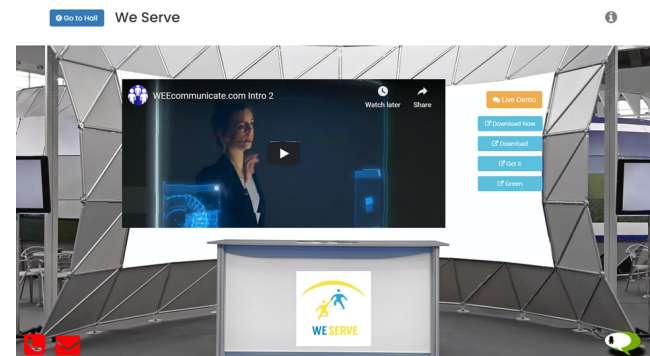 Go to Hall
We Serve
WEEcommunicate.com Intro 2
Watch later
Share
Live Demo
Download Now
Download
Get it
Green
WE SERVE